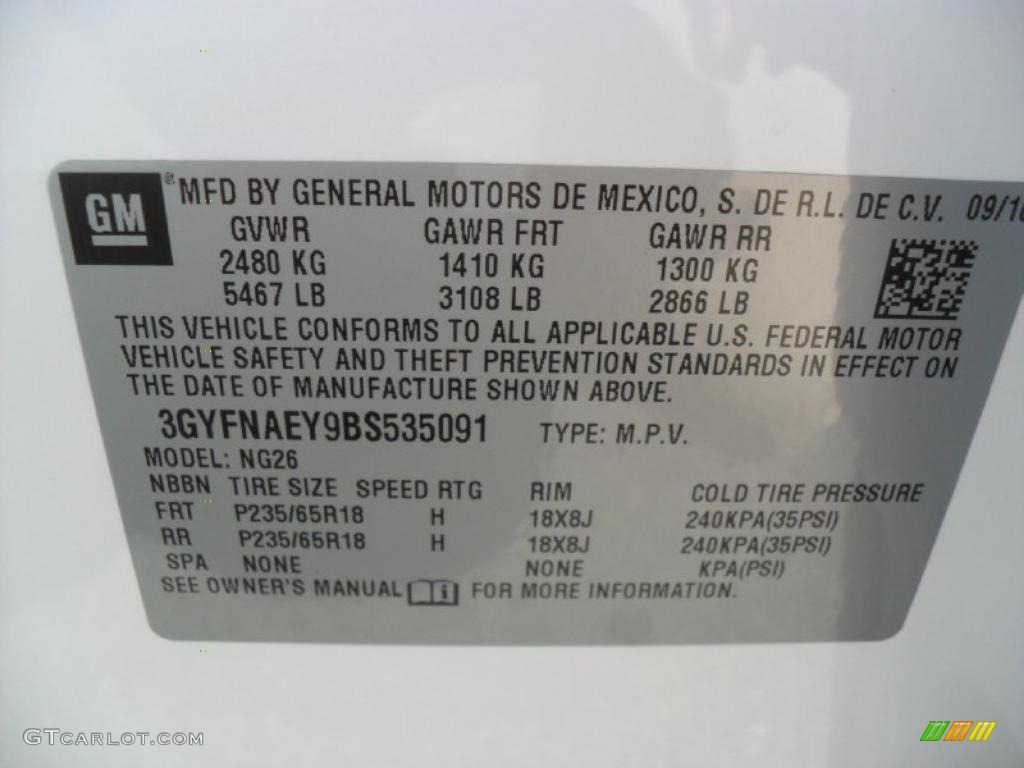 GM ® MFD BY GENERAL MOTORS DE MEXICO, S. DE R.L. DE C.V. 09/10
GVWR GAWR FRT GAWR RR
2480 KG 1410 KG 1300 KG
5467 LB 3108 LB 2866 LB
THIS VEHICLE CONFORMS TO ALL APPLICABLE U.S. FEDERAL MOTOR
VEHICLE SAFETY AND THEFT PREVENTION STANDARDS IN EFFECT ON
THE DATE OF MANUFACTURE SHOWN ABOVE.
3GYFNAEY9BS535091 TYPE: M.P.V.
MODEL: NG26
NBBN TIRE SIZE SPEED RTG RIM COLD TIRE PRESSURE
FRT P235/65R18 H 18X8J 240KPA(35PSI)
RR P235/65R18 H 18X8J 240KPA(35PSI)
SPA NONE NONE KPA(PSI)
SEE OWNER'S MANUAL i FOR MORE INFORMATION.
GTCARLOT.COM